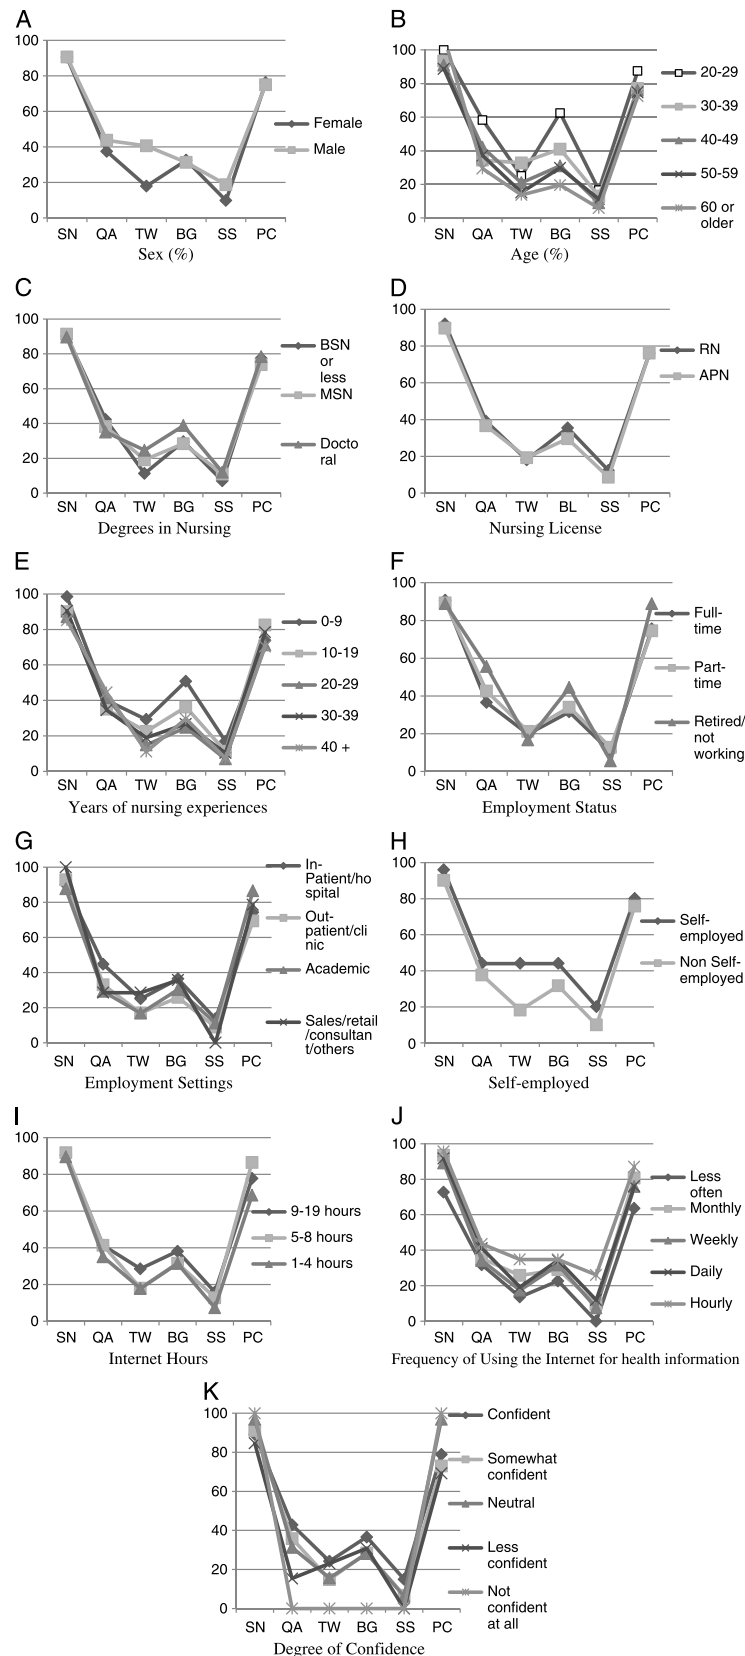 A
100
80
60
40
20
0
SN QA TW BG SS PC
Sex (%)
Female
Male
B
100
80
60
40
20
0
SN QA TW BG SS PC
Age (%)
20-29
30-39
40-49
50-59
60 or
older
C
100
80
60
40
20
0
SN QA TW BG SS PC
Degrees in Nursing
BSN
or
less
MSN
Docto
ral
D
100
80
60
40
20
0
SN QA TW BL SS PC
Nursing License
RN
APN
E
100
80
60
40
20
0
SN QA TW BG SS PC
Years of nursing experiences
0-9
10-19
20-29
30-39
40 +
F
100
80
60
40
20
0
SN QA TW BG SS PC
Employment Status
Full-
time
Part-
time
Retired/
not
working
G
100
80
60
40
20
0
SN QA TW BG SS PC
Employment Settings
In-
Patient/ho
spital
Out-
patient/cli
nic
Academic
Sales/retail
/consultan
t/others
H
100
80
60
40
20
0
SN QA TW BG SS PC
Self-employed
Self-
employed
Non Self-
employed
I
100
80
60
40
20
0
SN QA TW BG SS PC
Internet Hours
9-19 hours
5-8 hours
1-4 hours
J
100
80
60
40
20
0
SN QA TW BG SS PC
Frequency of Using the Internet for health information
Less
often
Monthly
Weekly
Daily
Hourly
K
100
80
60
40
20
0
SN QA TW BG SS PC
Degree of Confidence
Confident
Somewhat
confident
Neutral
Less
confident
Not
confident
at all